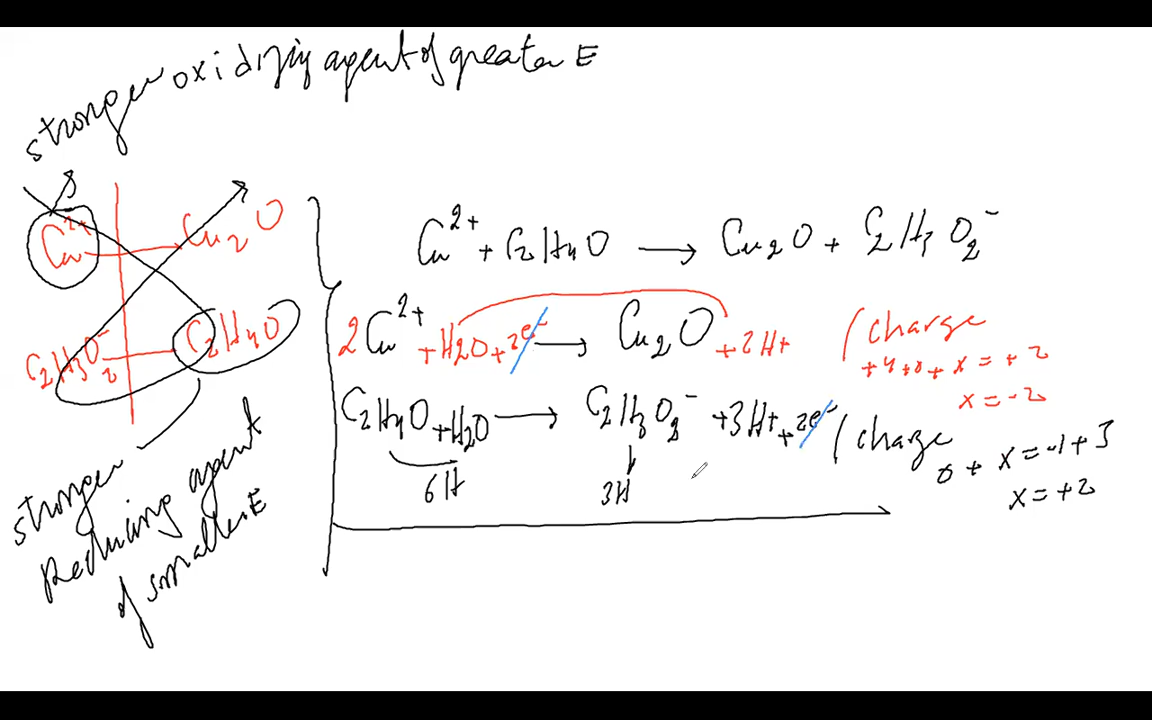 stronger oxidizing agent of greater E
Cu²⁺ Cu₂O
C₂H₃O₂⁻ C₂H₄O
stronger
Reducing agent
of smaller E
Cu²⁺ + C₂H₄O → Cu₂O + C₂H₃O₂⁻
2Cu²⁺ + H2O + 2e⁻ → Cu₂O + 2H+ (charge
+4+0+x=+2
x=-2
C₂H₄O + H2O → C₂H₃O₂⁻ + 3H+ + 2e⁻ (charge
0+x=-1+3
x=+2
6H 3H